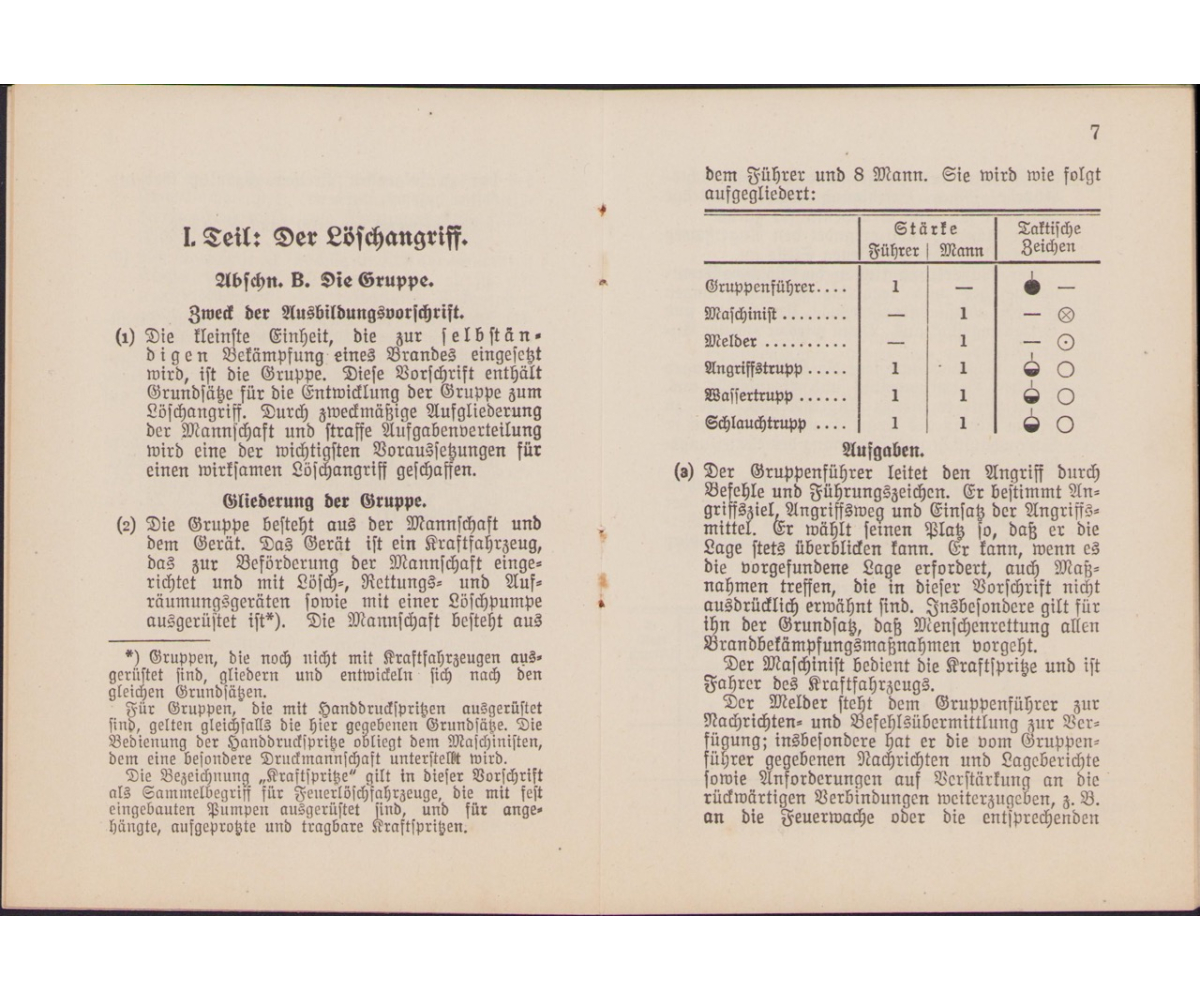 I. Teil: Der Löschangriff.
Abschn. B. Die Gruppe.
Zweck der Ausbildungsvorschrift.
(1) Die kleinste Einheit, die zur selbstän-
digen Bekämpfung eines Brandes eingesetzt
wird, ist die Gruppe. Diese Vorschrift enthält
Grundsätze für die Entwicklung der Gruppe zum
Löschangriff. Durch zweckmäßige Aufgliederung
der Mannschaft und straffe Aufgabenverteilung
wird eine der wichtigsten Voraussetzungen für
einen wirksamen Löschangriff geschaffen.
Gliederung der Gruppe.
(2) Die Gruppe besteht aus der Mannschaft und
dem Gerät. Das Gerät ist ein Kraftfahrzeug,
das zur Beförderung der Mannschaft einge-
richtet und mit Lösch-, Rettungs- und Auf-
räumungsgeräten sowie mit einer Löschpumpe
ausgerüstet ist*). Die Mannschaft besteht aus
*) Gruppen, die noch nicht mit Kraftfahrzeugen aus-
gerüstet sind, gliedern und entwickeln sich nach den
gleichen Grundsätzen.
Für Gruppen, die mit Handdruckspritzen ausgerüstet
sind, gelten gleichfalls die hier gegebenen Grundsätze. Die
Bedienung der Handdruckspritze obliegt dem Maschinisten,
dem eine besondere Druckmannschaft unterstellt wird.
Die Bezeichnung „Kraftspritze“ gilt in dieser Vorschrift
als Sammelbegriff für Feuerlöschfahrzeuge, die mit fest
eingebauten Pumpen ausgerüstet sind, und für ange-
hängte, aufgeprotzte und tragbare Kraftspritzen.
7
dem Führer und 8 Mann. Sie wird wie folgt
aufgegliedert:
Stärke Taktische
Führer | Mann Zeichen
Gruppenführer.... 1 — —
Maschinist ........ — 1 — ⊗
Melder .......... — 1 — ⊙
Angriffstrupp ..... 1 1 ○
Wassertrupp ...... 1 1 ○
Schlauchtrupp .... 1 1 ○
Aufgaben.
(3) Der Gruppenführer leitet den Angriff durch
Befehle und Führungszeichen. Er bestimmt An-
griffsziel, Angriffsweg und Einsatz der Angriffs-
mittel. Er wählt seinen Platz so, daß er die
Lage stets überblicken kann. Er kann, wenn es
die vorgefundene Lage erfordert, auch Maß-
nahmen treffen, die in dieser Vorschrift nicht
ausdrücklich erwähnt sind. Insbesondere gilt für
ihn der Grundsatz, daß Menschenrettung allen
Brandbekämpfungsmaßnahmen vorgeht.
Der Maschinist bedient die Kraftspritze und ist
Fahrer des Kraftfahrzeugs.
Der Melder steht dem Gruppenführer zur
Nachrichten- und Befehlsübermittlung zur Ver-
fügung; insbesondere hat er die vom Gruppen-
führer gegebenen Nachrichten und Lageberichte
sowie Anforderungen auf Verstärkung an die
rückwärtigen Verbindungen weiterzugeben, z. B.
an die Feuerwache oder die entsprechenden